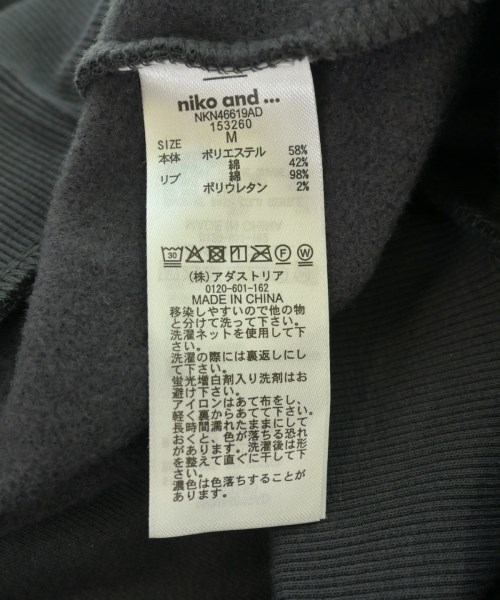 niko and ...
NKN46619AD
153260
SIZE M
本体 ポリエステル 58%
綿 42%
リブ 綿 98%
ポリウレタン 2%
30 F W
(株)アダストリア
0120-601-162
MADE IN CHINA
移染しやすいので他の物
と分けて洗って下さい。
洗濯ネットを使用して下
さい。
洗濯の際には裏返しにし
て下さい。
蛍光増白剤入り洗剤はお
避け下さい。
アイロンはあて布をし、
軽く裏からあてて下さい。
長時間濡れたままにして
おくと、色が落ちる恐れ
があります。洗濯後は形
を整えて直ぐに干して下
さい。
濃色は色落ちすることが
あります。